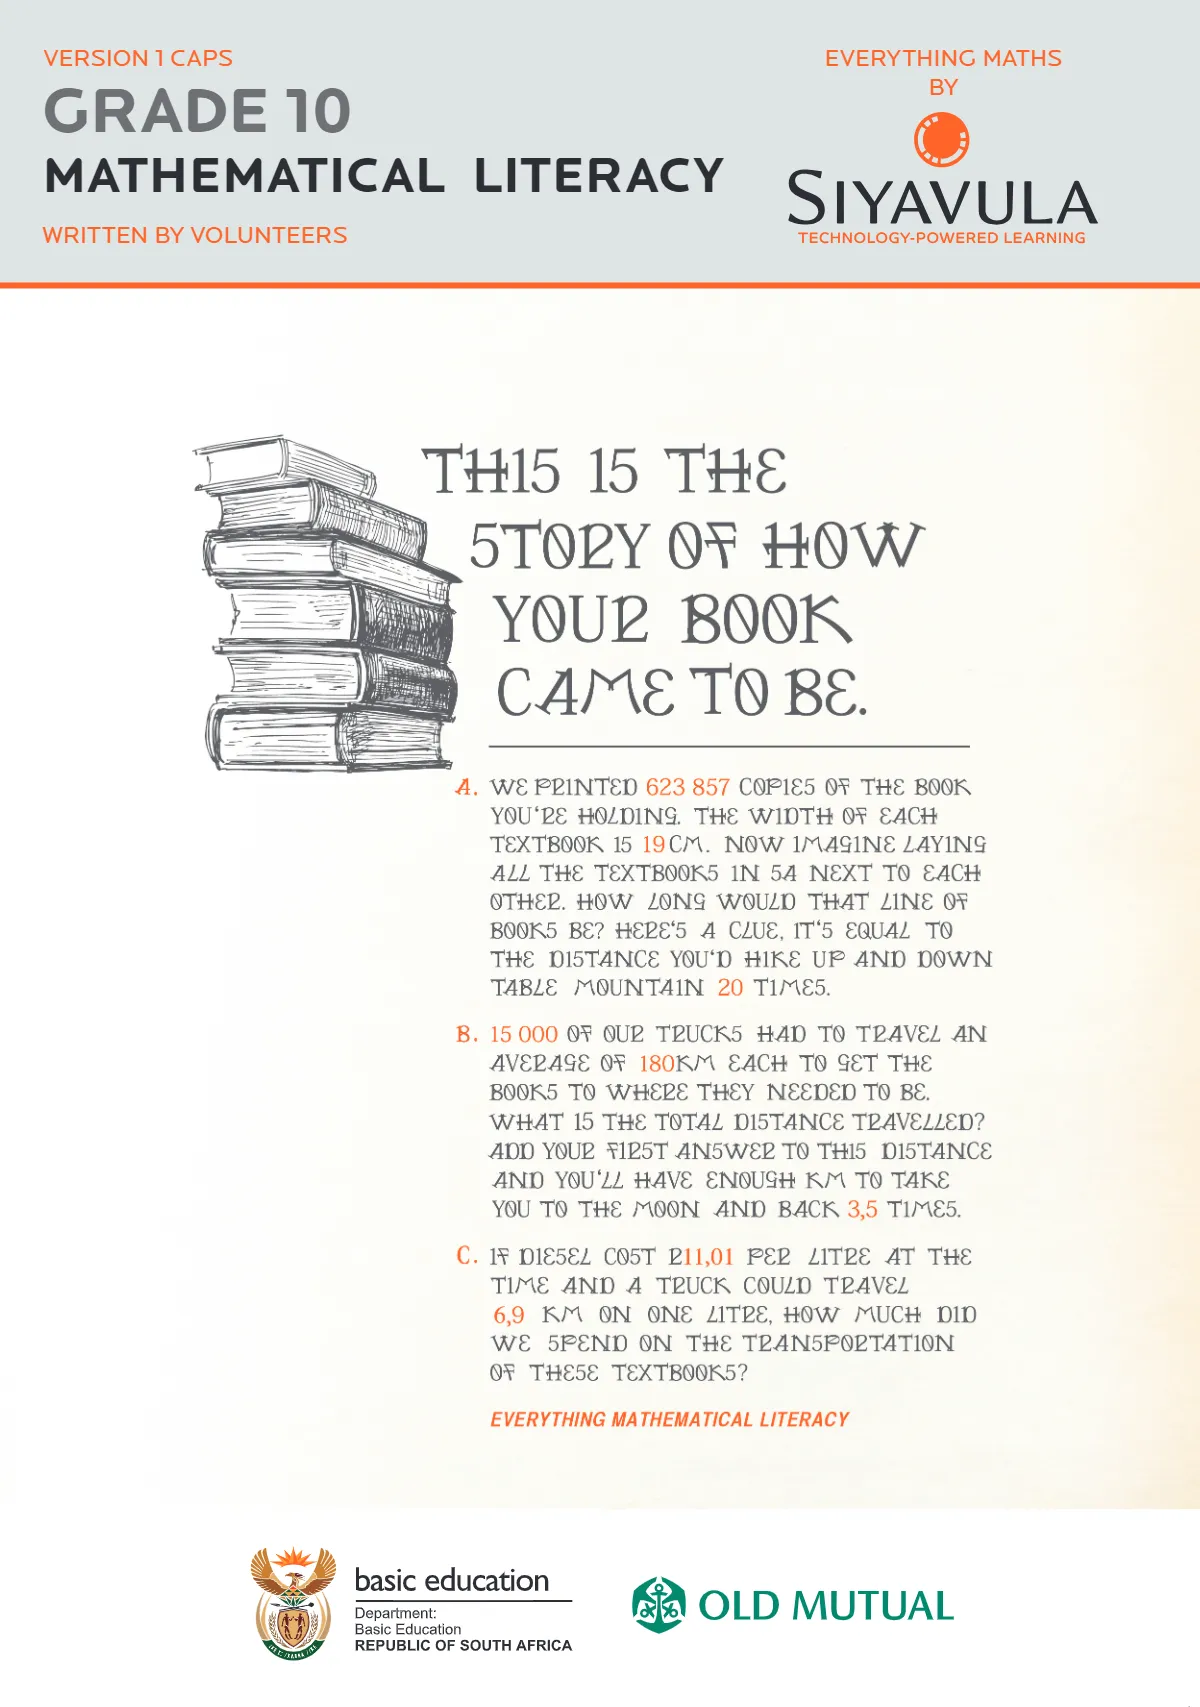 VERSION 1 CAPS
GRADE 10
MATHEMATICAL LITERACY
WRITTEN BY VOLUNTEERS
EVERYTHING MATHS
BY
SIYAVULA
TECHNOLOGY-POWERED LEARNING
THIS IS THE
STORY OF HOW
YOUR BOOK
CAME TO BE.
A. WE PRINTED 623 857 COPIES OF THE BOOK
YOU'RE HOLDING. THE WIDTH OF EACH
TEXTBOOK IS 19 CM. NOW IMAGINE LAYING
ALL THE TEXTBOOKS IN SA NEXT TO EACH
OTHER. HOW LONG WOULD THAT LINE OF
BOOKS BE? HERE'S A CLUE, IT'S EQUAL TO
THE DISTANCE YOU'D HIKE UP AND DOWN
TABLE MOUNTAIN 20 TIMES.
B. 15 000 OF OUR TRUCKS HAD TO TRAVEL AN
AVERAGE OF 180KM EACH TO GET THE
BOOKS TO WHERE THEY NEEDED TO BE.
WHAT IS THE TOTAL DISTANCE TRAVELLED?
ADD YOUR FIRST ANSWER TO THIS DISTANCE
AND YOU'LL HAVE ENOUGH KM TO TAKE
YOU TO THE MOON AND BACK 3,5 TIMES.
C. IF DIESEL COST R11,01 PER LITRE AT THE
TIME AND A TRUCK COULD TRAVEL
6,9 KM ON ONE LITRE, HOW MUCH DID
WE SPEND ON THE TRANSPORTATION
OF THESE TEXTBOOKS?
EVERYTHING MATHEMATICAL LITERACY
basic education
Department:
Basic Education
REPUBLIC OF SOUTH AFRICA
OLD MUTUAL